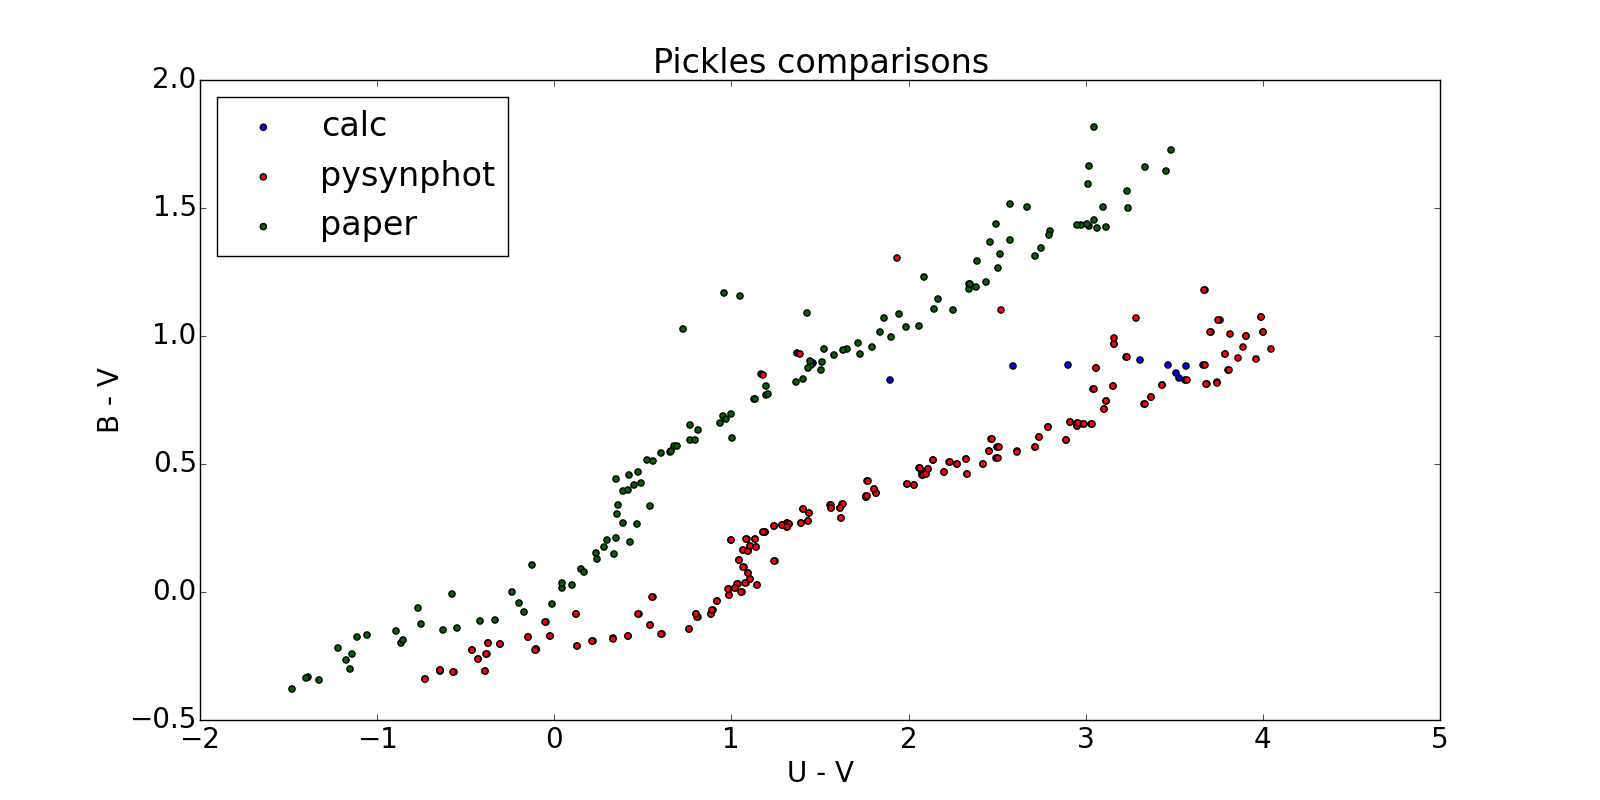 Pickles comparisons
2.0
1.5
1.0
0.5
0.0
−0.5
B - V
calc
pysynphot
paper
−2 −1 0 1 2 3 4 5
U - V